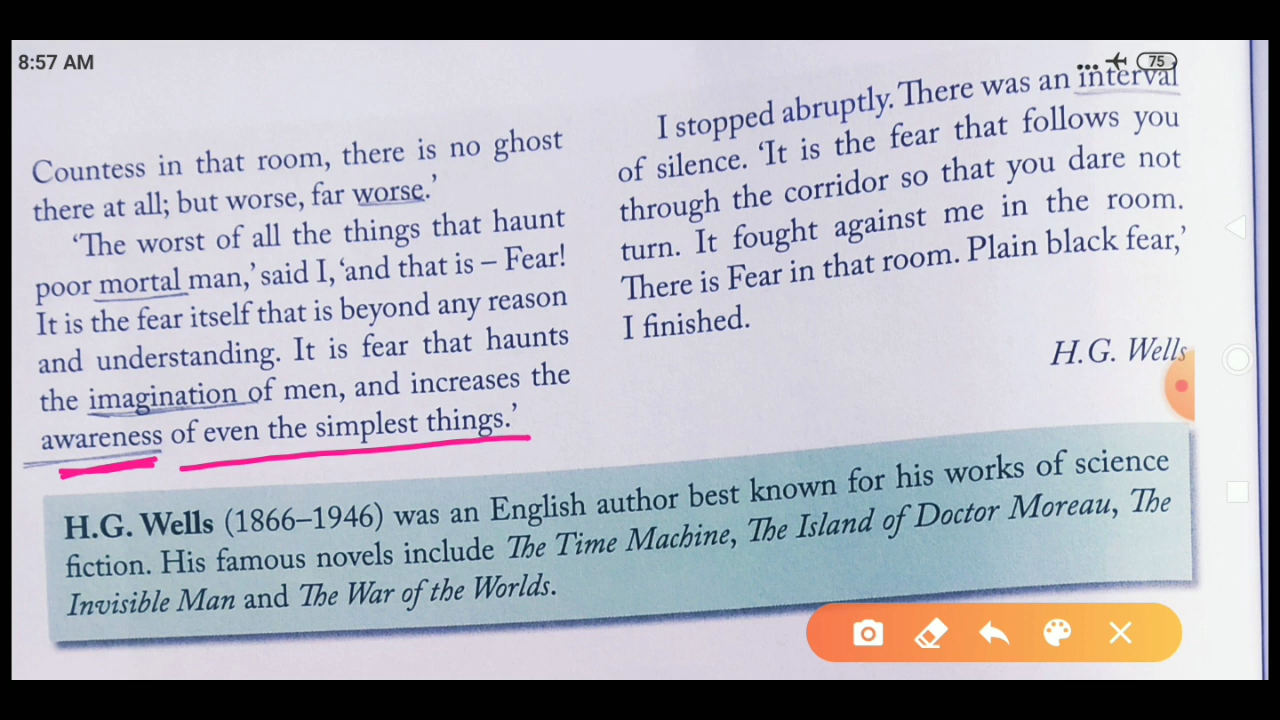 8:57 AM
75
Countess in that room, there is no ghost
there at all; but worse, far worse.’
‘The worst of all the things that haunt
poor mortal man,’ said I, ‘and that is – Fear!
It is the fear itself that is beyond any reason
and understanding. It is fear that haunts
the imagination of men, and increases the
awareness of even the simplest things.’
I stopped abruptly. There was an interval
of silence. ‘It is the fear that follows you
through the corridor so that you dare not
turn. It fought against me in the room.
There is Fear in that room. Plain black fear,’
I finished.
H.G. Wells
H.G. Wells (1866–1946) was an English author best known for his works of science
fiction. His famous novels include The Time Machine, The Island of Doctor Moreau, The
Invisible Man and The War of the Worlds.